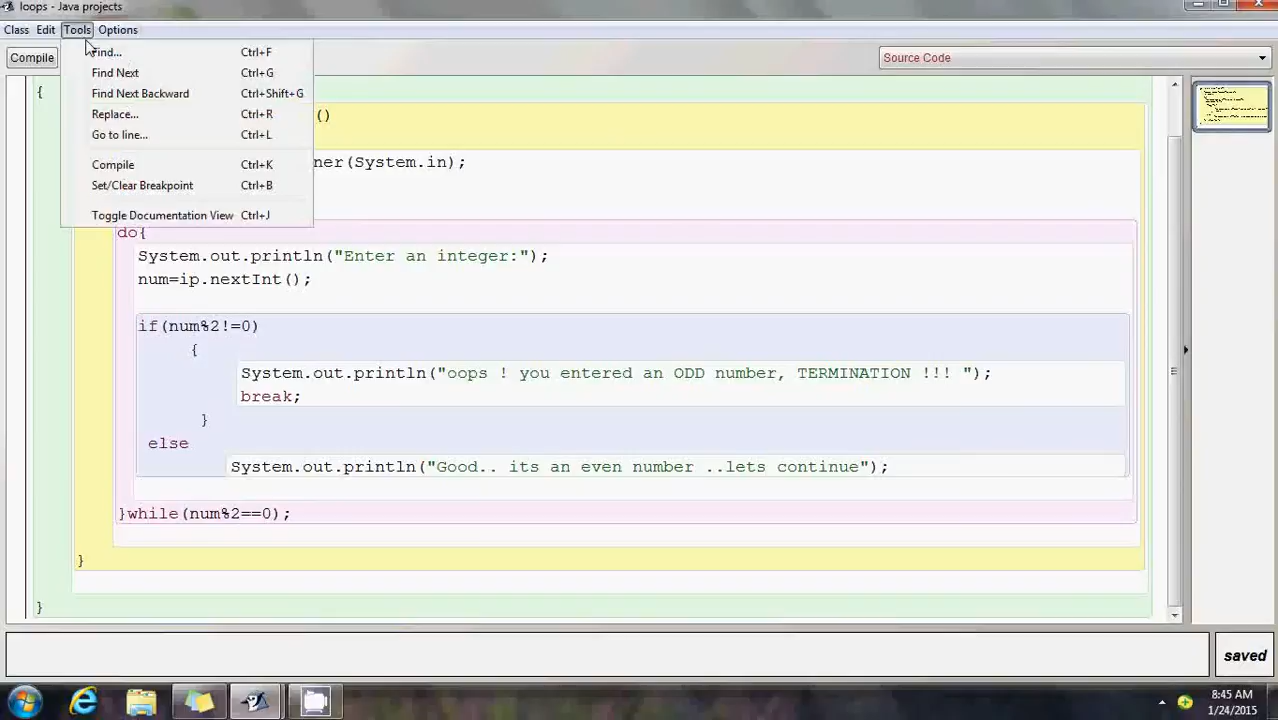 loops - Java projects
Class Edit Tools Options
Compile
Source Code
Find... Ctrl+F
Find Next Ctrl+G
Find Next Backward Ctrl+Shift+G
Replace... Ctrl+R
Go to line... Ctrl+L
Compile Ctrl+K
Set/Clear Breakpoint Ctrl+B
Toggle Documentation View Ctrl+J
{
()
ner(System.in);
do{
System.out.println("Enter an integer:");
num=ip.nextInt();
if(num%2!=0)
{
System.out.println("oops ! you entered an ODD number, TERMINATION !!! ");
break;
}
else
System.out.println("Good.. its an even number ..lets continue");
}while(num%2==0);
}
}
saved
8:45 AM
1/24/2015